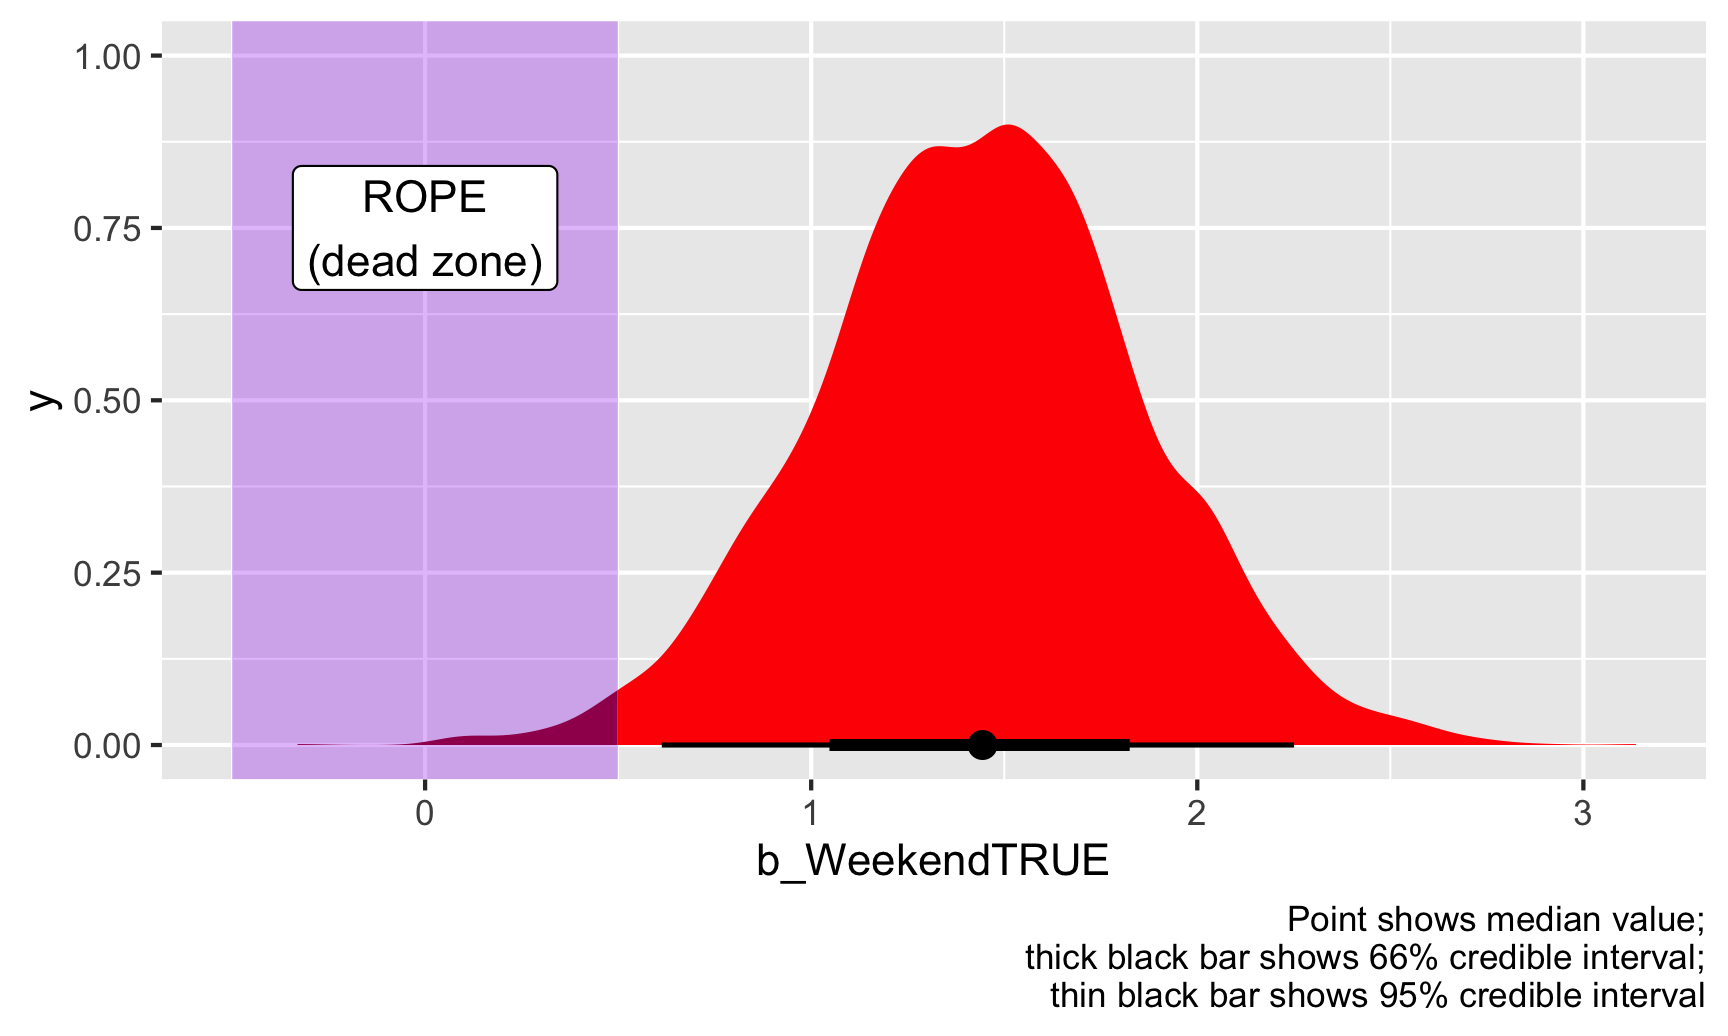 1.00
0.75
0.50
0.25
0.00
y
ROPE
(dead zone)
0
1
2
3
b_WeekendTRUE
Point shows median value;
thick black bar shows 66% credible interval;
thin black bar shows 95% credible interval